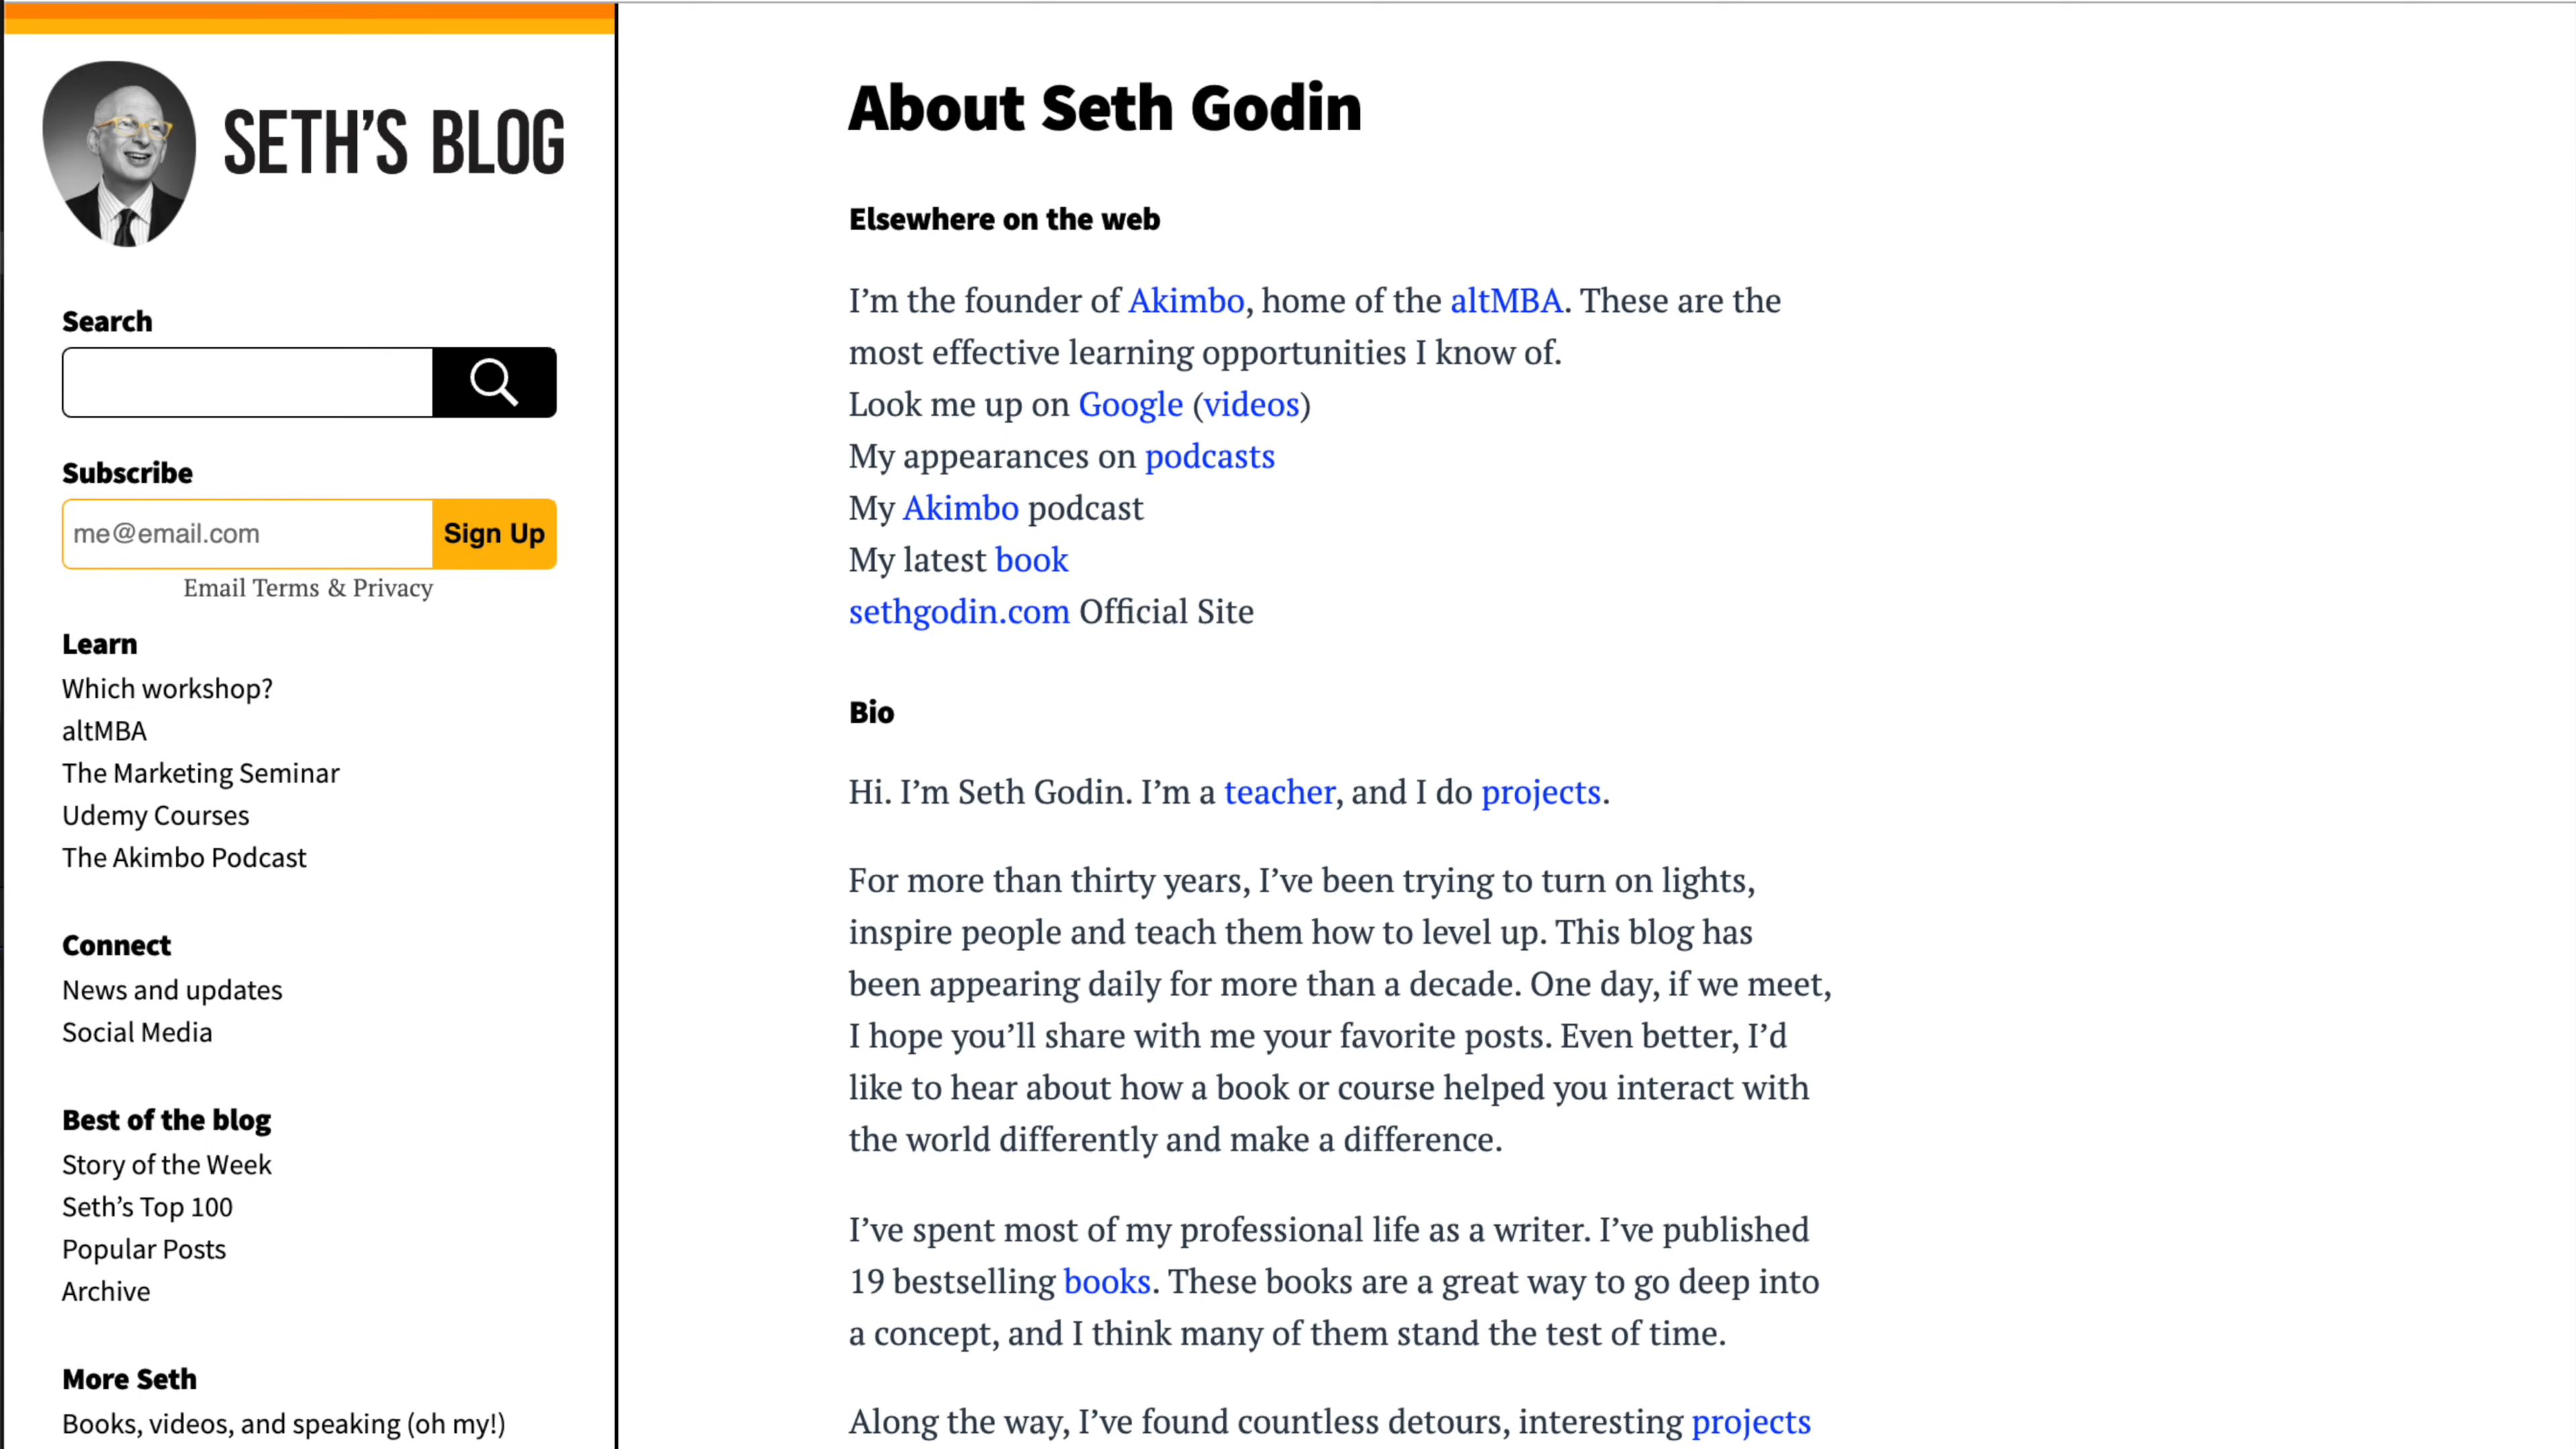 SETH’S BLOG
Search
Subscribe
me@email.com
Sign Up
Email Terms & Privacy
Learn
Which workshop?
altMBA
The Marketing Seminar
Udemy Courses
The Akimbo Podcast
Connect
News and updates
Social Media
Best of the blog
Story of the Week
Seth’s Top 100
Popular Posts
Archive
More Seth
Books, videos, and speaking (oh my!)
About Seth Godin
Elsewhere on the web
I’m the founder of Akimbo, home of the altMBA. These are the
most effective learning opportunities I know of.
Look me up on Google (videos)
My appearances on podcasts
My Akimbo podcast
My latest book
sethgodin.com Official Site
Bio
Hi. I’m Seth Godin. I’m a teacher, and I do projects.
For more than thirty years, I’ve been trying to turn on lights,
inspire people and teach them how to level up. This blog has
been appearing daily for more than a decade. One day, if we meet,
I hope you’ll share with me your favorite posts. Even better, I’d
like to hear about how a book or course helped you interact with
the world differently and make a difference.
I’ve spent most of my professional life as a writer. I’ve published
19 bestselling books. These books are a great way to go deep into
a concept, and I think many of them stand the test of time.
Along the way, I’ve found countless detours, interesting projects